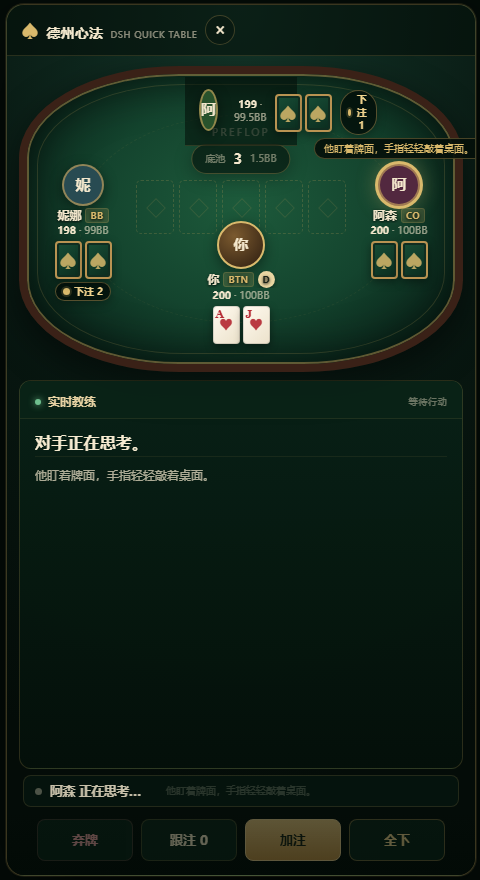 德州心法 DSH QUICK TABLE ×
阿 199 · 99.5BB 下注 1
PREFLOP
底池 3 1.5BB
他盯着牌面，手指轻轻敲着桌面。
妮
妮娜 BB
198 · 99BB
下注 2
阿
阿森 CO
200 · 100BB
你
你 BTN D
200 · 100BB
A J
实时教练 等待行动
对手正在思考。
他盯着牌面，手指轻轻敲着桌面。
阿森 正在思考... 他盯着牌面，手指轻轻敲着桌面。
弃牌 跟注 0 加注 全下